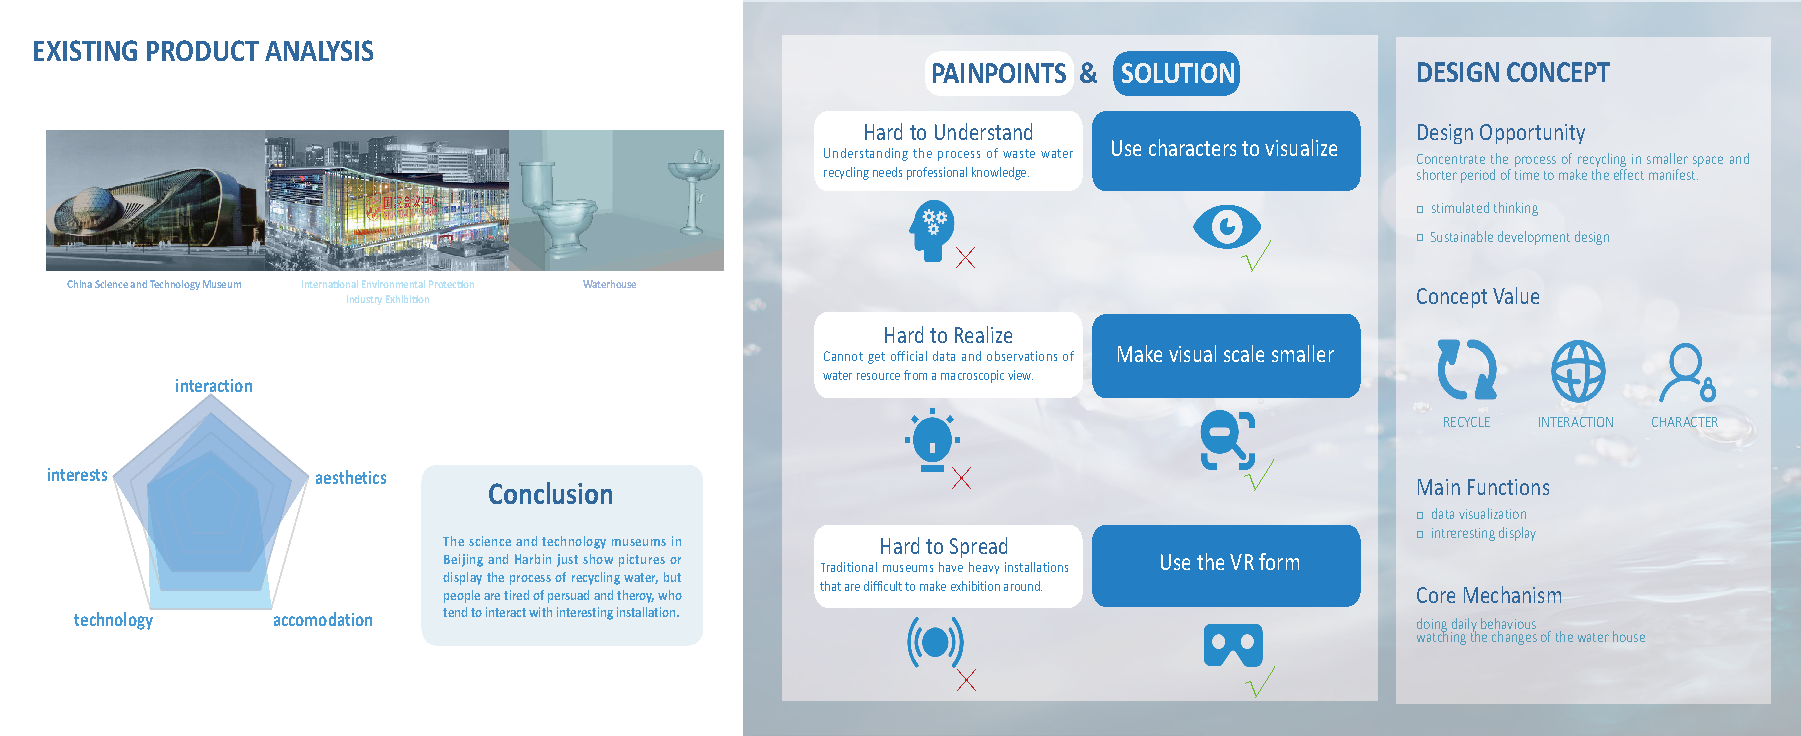 EXISTING PRODUCT ANALYSIS
China Science and Technology Museum
International Environmental Protection
Industry Exhibition
Waterhouse
interaction
interests
aesthetics
technology
accomodation
Conclusion
The science and technology museums in
Beijing and Harbin just show pictures or
display the process of recycling water, but
people are tired of persuad and theroy, who
tend to interact with interesting installation.
PAINPOINTS & SOLUTION
Hard to Understand
Understanding the process of waste water
recycling needs professional knowledge.
Use characters to visualize
Hard to Realize
Cannot get official data and observations of
water resource from a macroscopic view.
Make visual scale smaller
Hard to Spread
Traditional museums have heavy installations
that are difficult to make exhibition around.
Use the VR form
DESIGN CONCEPT
Design Opportunity
Concentrate the process of recycling in smaller space and
shorter period of time to make the effect manifest.
stimulated thinking
Sustainable development design
Concept Value
RECYCLE
INTERACTION
CHARACTER
Main Functions
data visualization
intreresting display
Core Mechanism
doing daily behavious
watching the changes of the water house